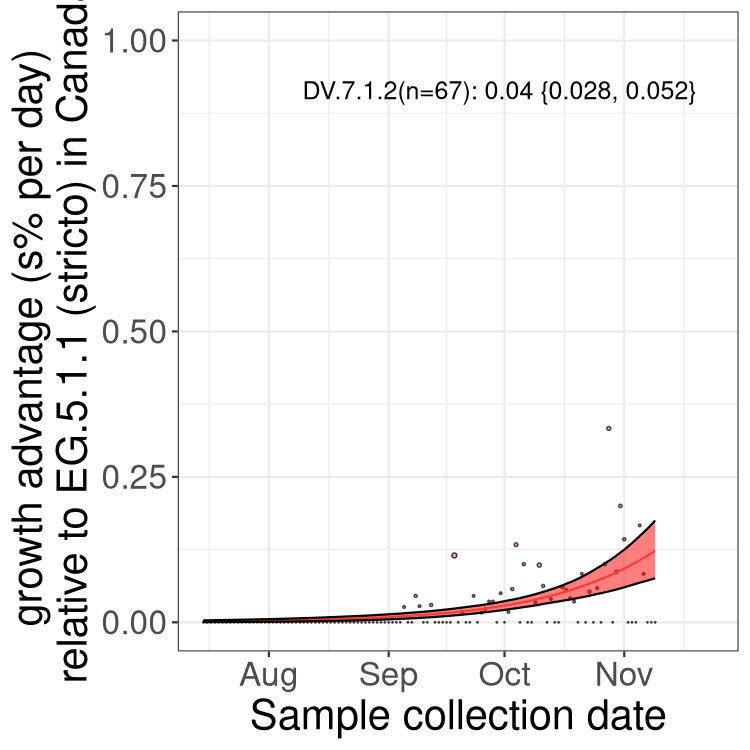 growth advantage (s% per day)
relative to EG.5.1.1 (stricto) in Canada
1.00
0.75
0.50
0.25
0.00
DV.7.1.2(n=67): 0.04 {0.028, 0.052}
Aug Sep Oct Nov
Sample collection date